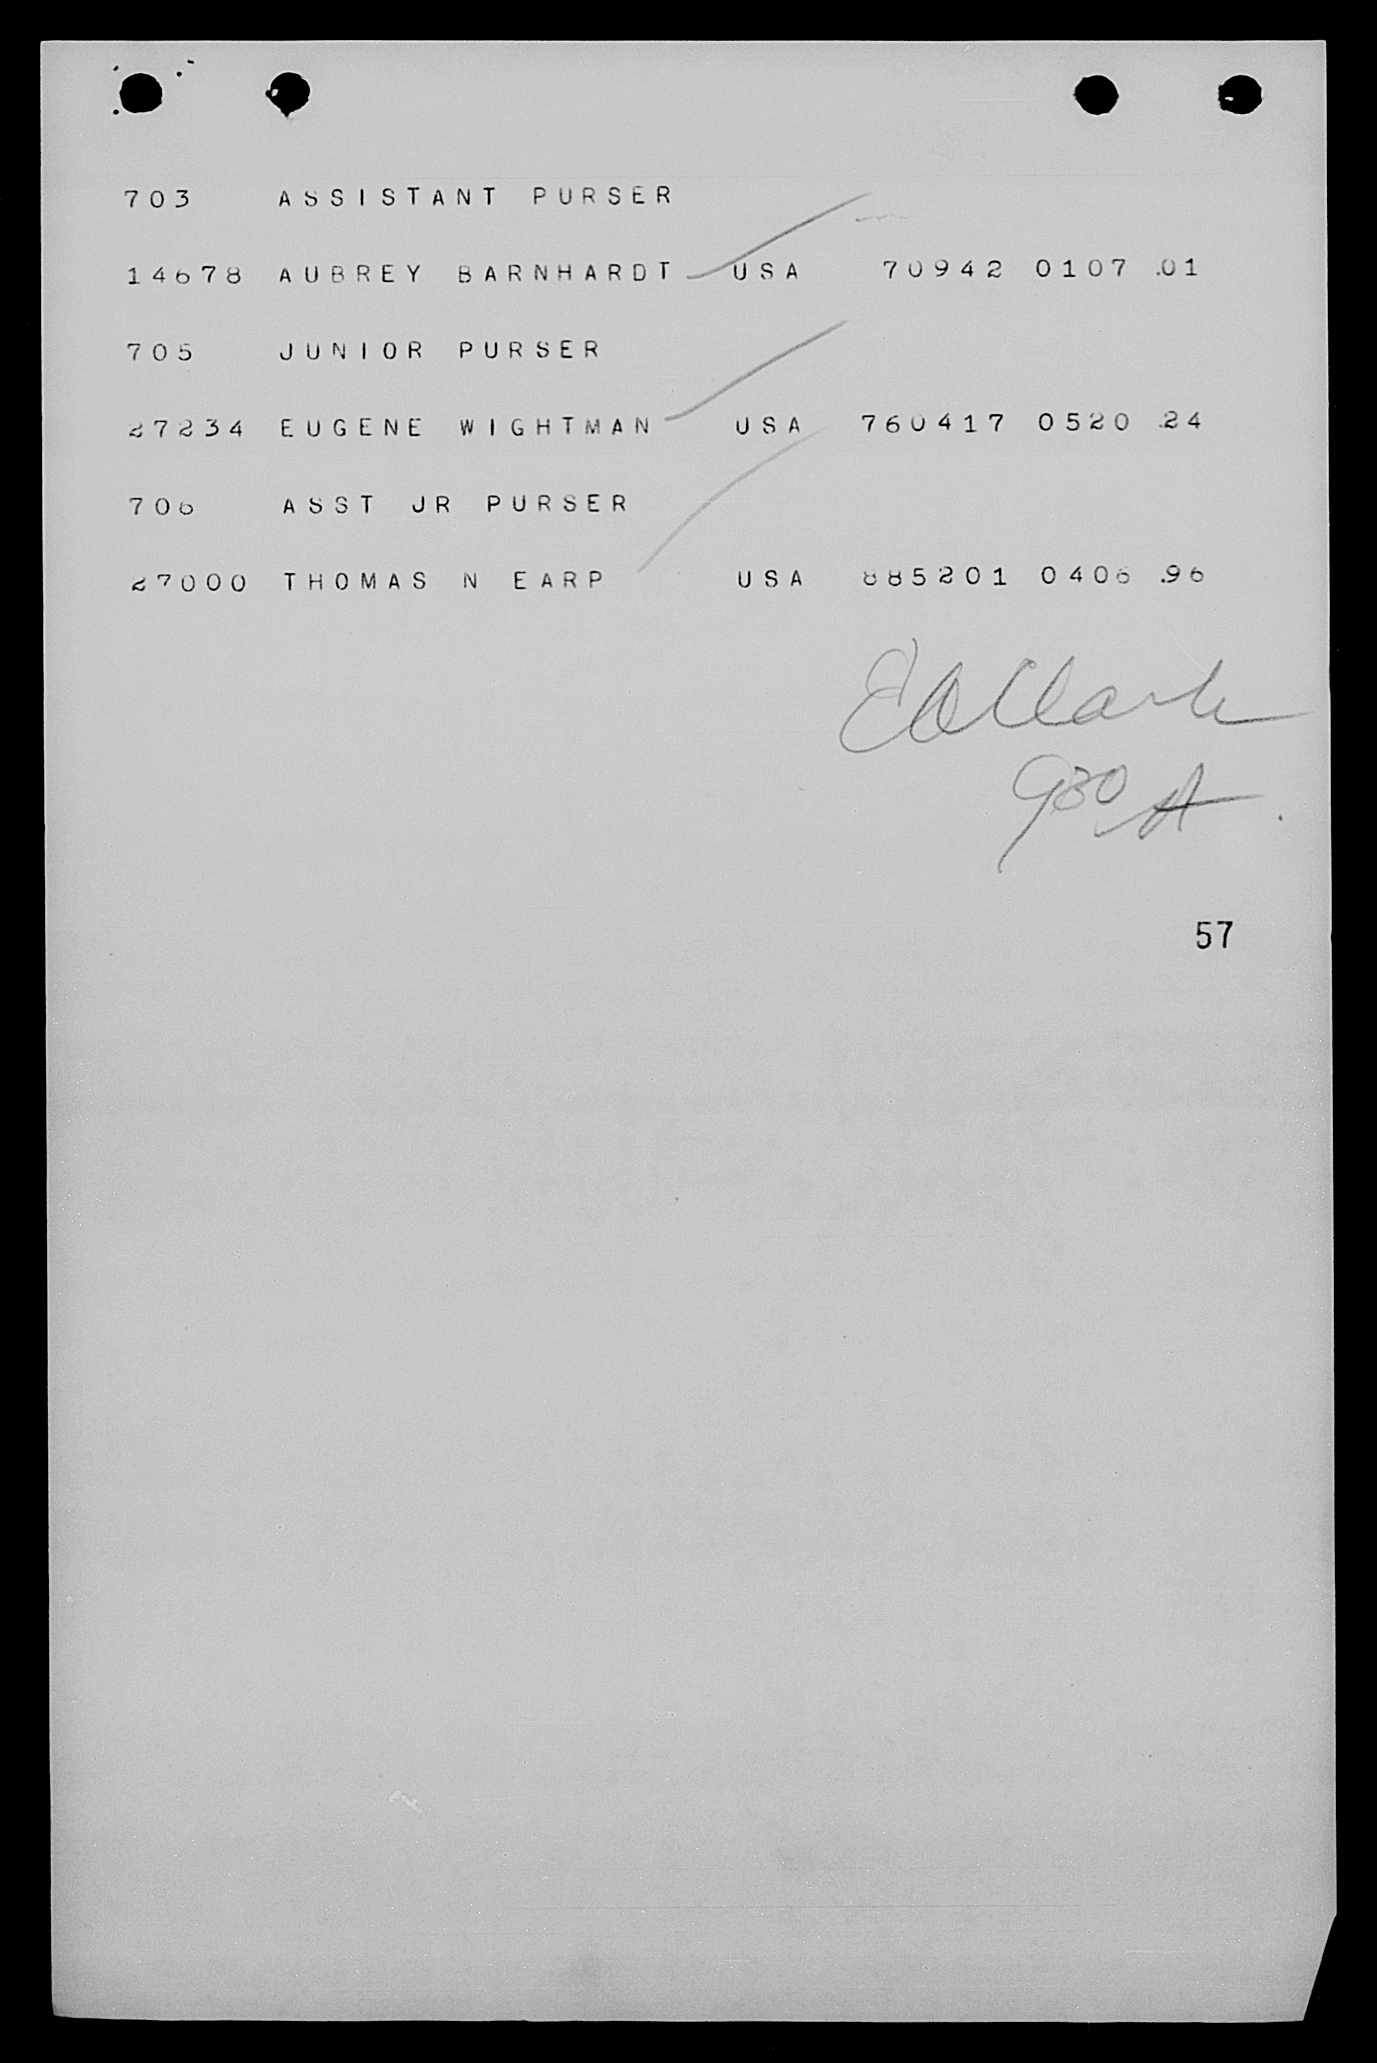 703 ASSISTANT PURSER
14678 AUBREY BARNHARDT USA 70942 0107 .01
705 JUNIOR PURSER
27234 EUGENE WIGHTMAN USA 760417 0520 .24
706 ASST JR PURSER
27000 THOMAS N EARP USA 885201 0406 .96
E A Clark
930 A
57